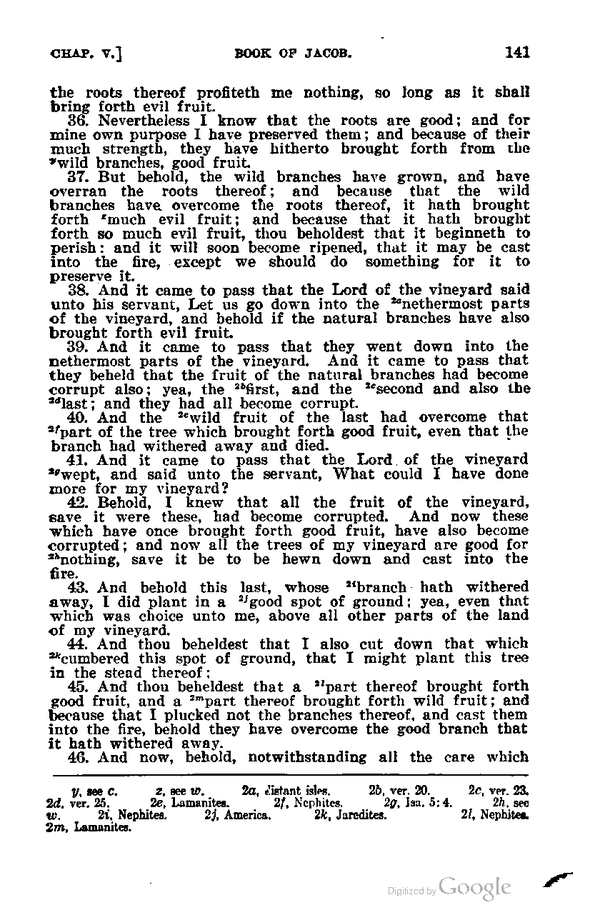 CHAP. V.] BOOK OF JACOB. 141
the roots thereof profiteth me nothing, so long as it shall
bring forth evil fruit.
36. Nevertheless I know that the roots are good; and for
mine own purpose I have preserved them; and because of their
much strength, they have hitherto brought forth from the
ʸwild branches, good fruit.
37. But behold, the wild branches have grown, and have
overran the roots thereof; and because that the wild
branches have overcome the roots thereof, it hath brought
forth ᶻmuch evil fruit; and because that it hath brought
forth so much evil fruit, thou beholdest that it beginneth to
perish: and it will soon become ripened, that it may be cast
into the fire, except we should do something for it to
preserve it.
38. And it came to pass that the Lord of the vineyard said
unto his servant, Let us go down into the ²ᵃnethermost parts
of the vineyard, and behold if the natural branches have also
brought forth evil fruit.
39. And it came to pass that they went down into the
nethermost parts of the vineyard. And it came to pass that
they beheld that the fruit of the natural branches had become
corrupt also; yea, the ²ᵇfirst, and the ²ᶜsecond and also the
²ᵈlast; and they had all become corrupt.
40. And the ²ᵉwild fruit of the last had overcome that
²ᶠpart of the tree which brought forth good fruit, even that the
branch had withered away and died.
41. And it came to pass that the Lord of the vineyard
²ᵍwept, and said unto the servant, What could I have done
more for my vineyard?
42. Behold, I knew that all the fruit of the vineyard,
save it were these, had become corrupted. And now these
which have once brought forth good fruit, have also become
corrupted; and now all the trees of my vineyard are good for
²ʰnothing, save it be to be hewn down and cast into the
fire.
43. And behold this last, whose ²ⁱbranch hath withered
away, I did plant in a ²ʲgood spot of ground; yea, even that
which was choice unto me, above all other parts of the land
of my vineyard.
44. And thou beheldest that I also cut down that which
²ᵏcumbered this spot of ground, that I might plant this tree
in the stead thereof:
45. And thou beheldest that a ²ˡpart thereof brought forth
good fruit, and a ²ᵐpart thereof brought forth wild fruit; and
because that I plucked not the branches thereof, and cast them
into the fire, behold they have overcome the good branch that
it hath withered away.
46. And now, behold, notwithstanding all the care which
y, see c. z, see w. 2a, distant isles. 2b, ver. 20. 2c, ver. 23.
2d, ver. 25. 2e, Lamanites. 2f, Nephites. 2g, Isa. 5:4. 2h, see
w. 2i, Nephites. 2j, America. 2k, Jaredites. 2l, Nephites.
2m, Lamanites.
Digitized by Google